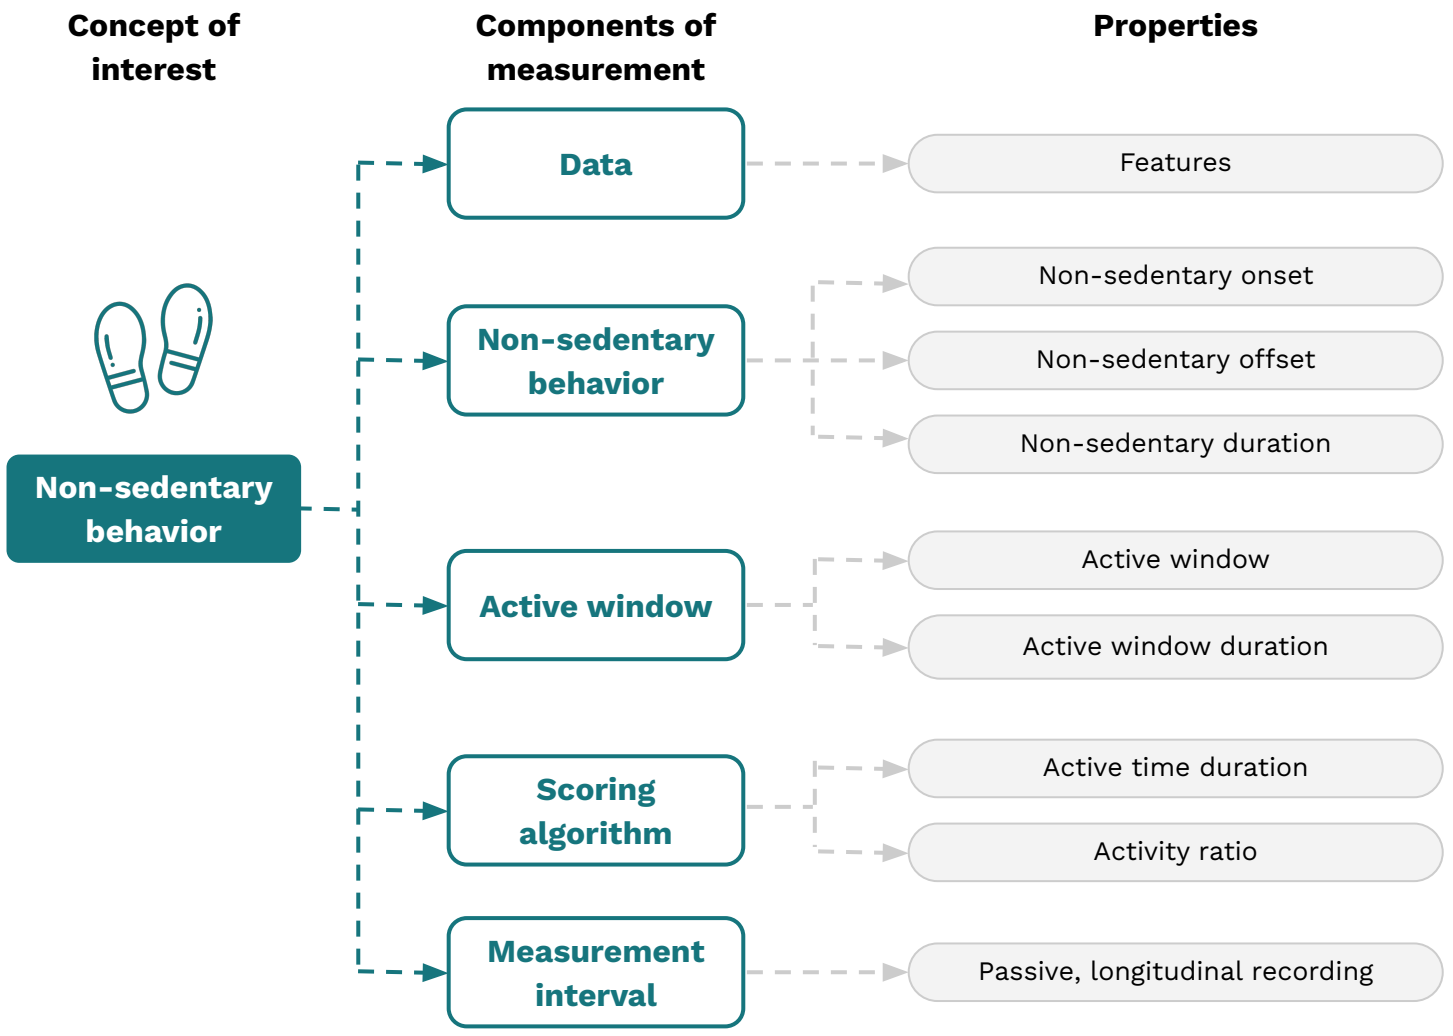 Concept of
interest
Components of
measurement
Properties
Data
Features
Non-sedentary
behavior
Non-sedentary onset
Non-sedentary offset
Non-sedentary duration
Non-sedentary
behavior
Active window
Active window
Active window duration
Scoring
algorithm
Active time duration
Activity ratio
Measurement
interval
Passive, longitudinal recording